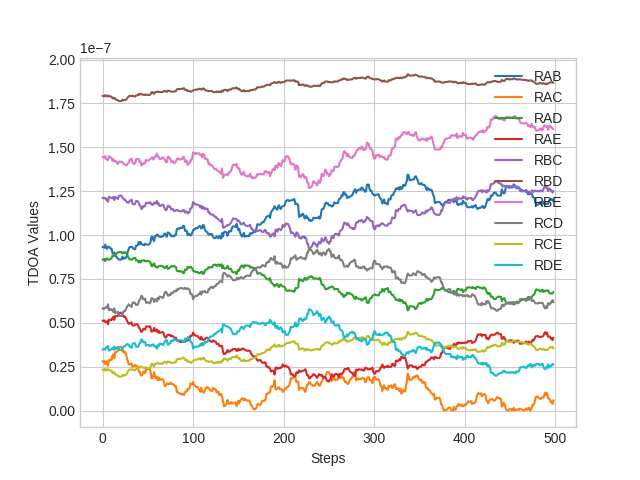 1e−7
2.00
1.75
1.50
1.25
1.00
0.75
0.50
0.25
0.00
TDOA Values
0
100
200
300
400
500
Steps
RAB
RAC
RAD
RAE
RBC
RBD
RBE
RCD
RCE
RDE